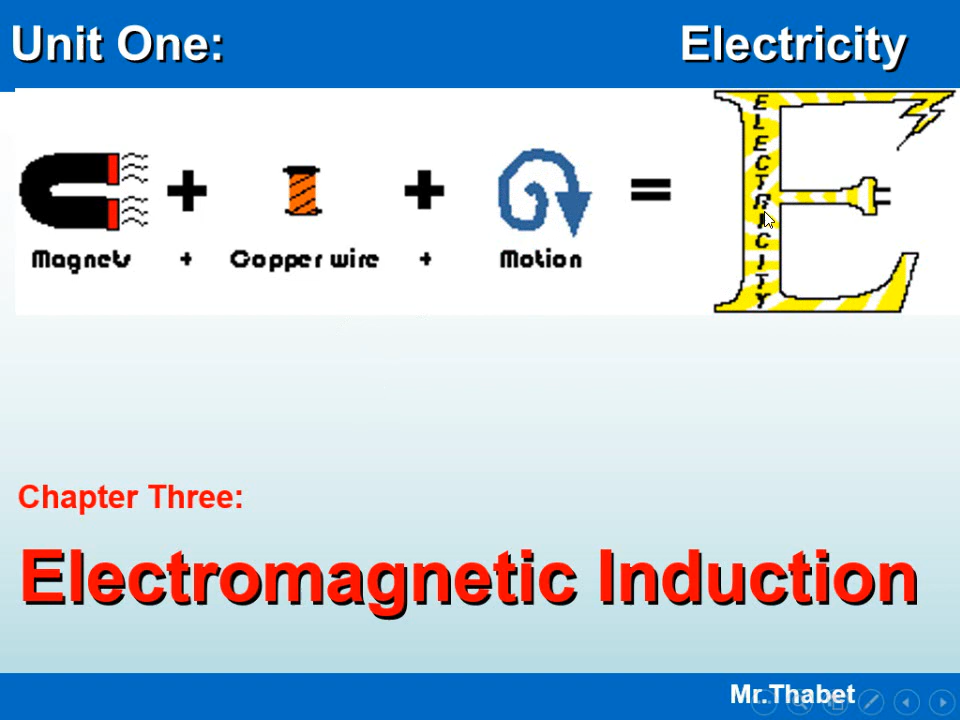 Unit One: Electricity
+ + =
Magnets + Copper wire + Motion
ELECTRICITY
Chapter Three:
Electromagnetic Induction
Mr.Thabet